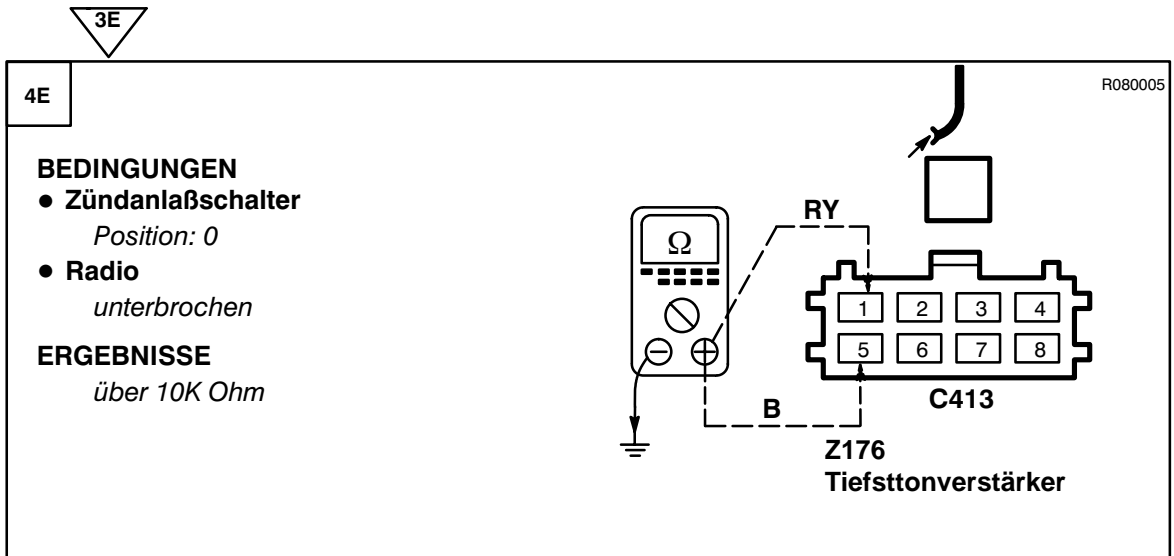 3E
4E
R080005
BEDINGUNGEN
● Zündanlaßschalter
Position: 0
● Radio
unterbrochen
ERGEBNISSE
über 10K Ohm
Ω
RY
1 2 3 4
5 6 7 8
B
C413
Z176
Tiefsttonverstärker